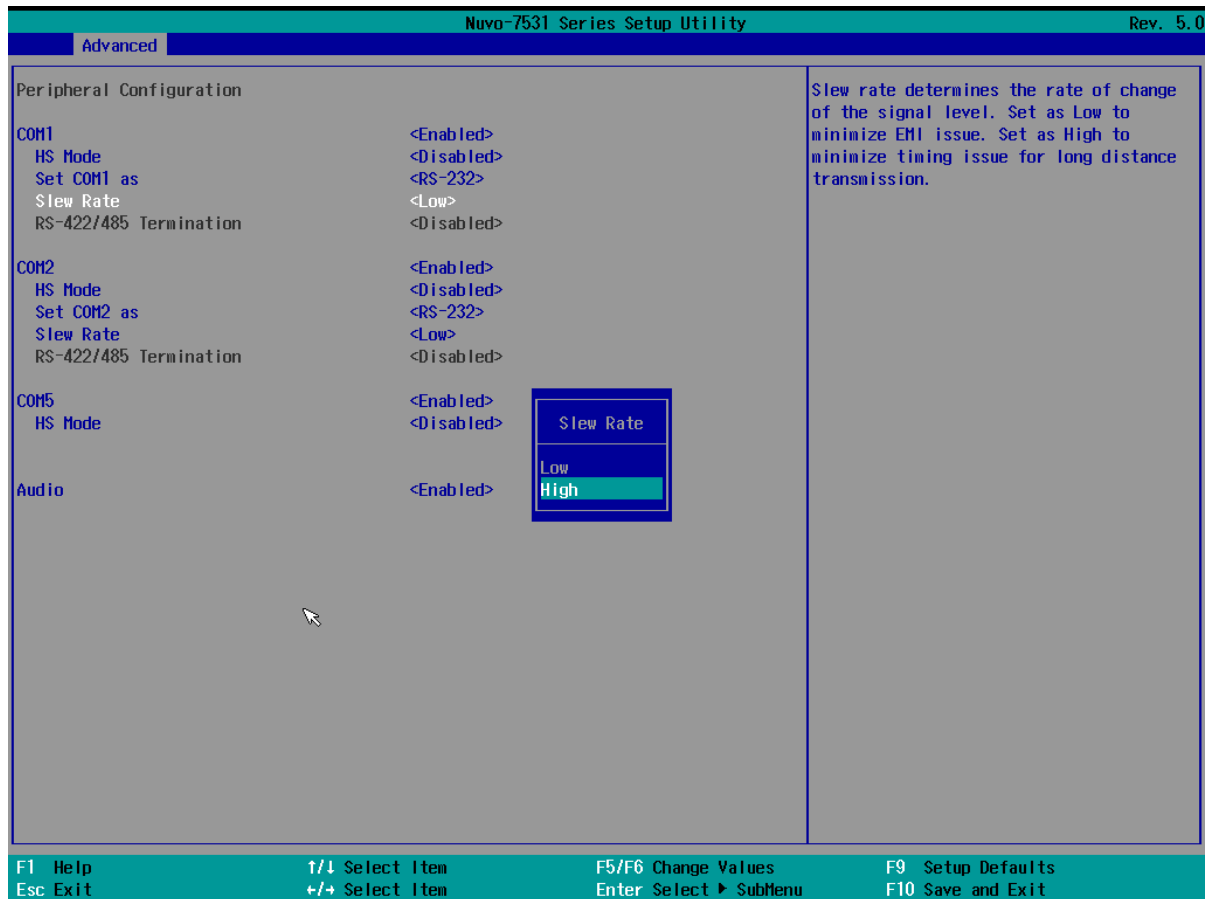 Nuvo-7531 Series Setup Utility Rev. 5.0
Advanced
Peripheral Configuration
COM1 <Enabled>
HS Mode <Disabled>
Set COM1 as <RS-232>
Slew Rate <Low>
RS-422/485 Termination <Disabled>
COM2 <Enabled>
HS Mode <Disabled>
Set COM2 as <RS-232>
Slew Rate <Low>
RS-422/485 Termination <Disabled>
COM5 <Enabled>
HS Mode <Disabled>
Audio <Enabled>
Slew Rate
Low
High
Slew rate determines the rate of change
of the signal level. Set as Low to
minimize EMI issue. Set as High to
minimize timing issue for long distance
transmission.
F1 Help ↑/↓ Select Item F5/F6 Change Values F9 Setup Defaults
Esc Exit ←/→ Select Item Enter Select ▶ SubMenu F10 Save and Exit